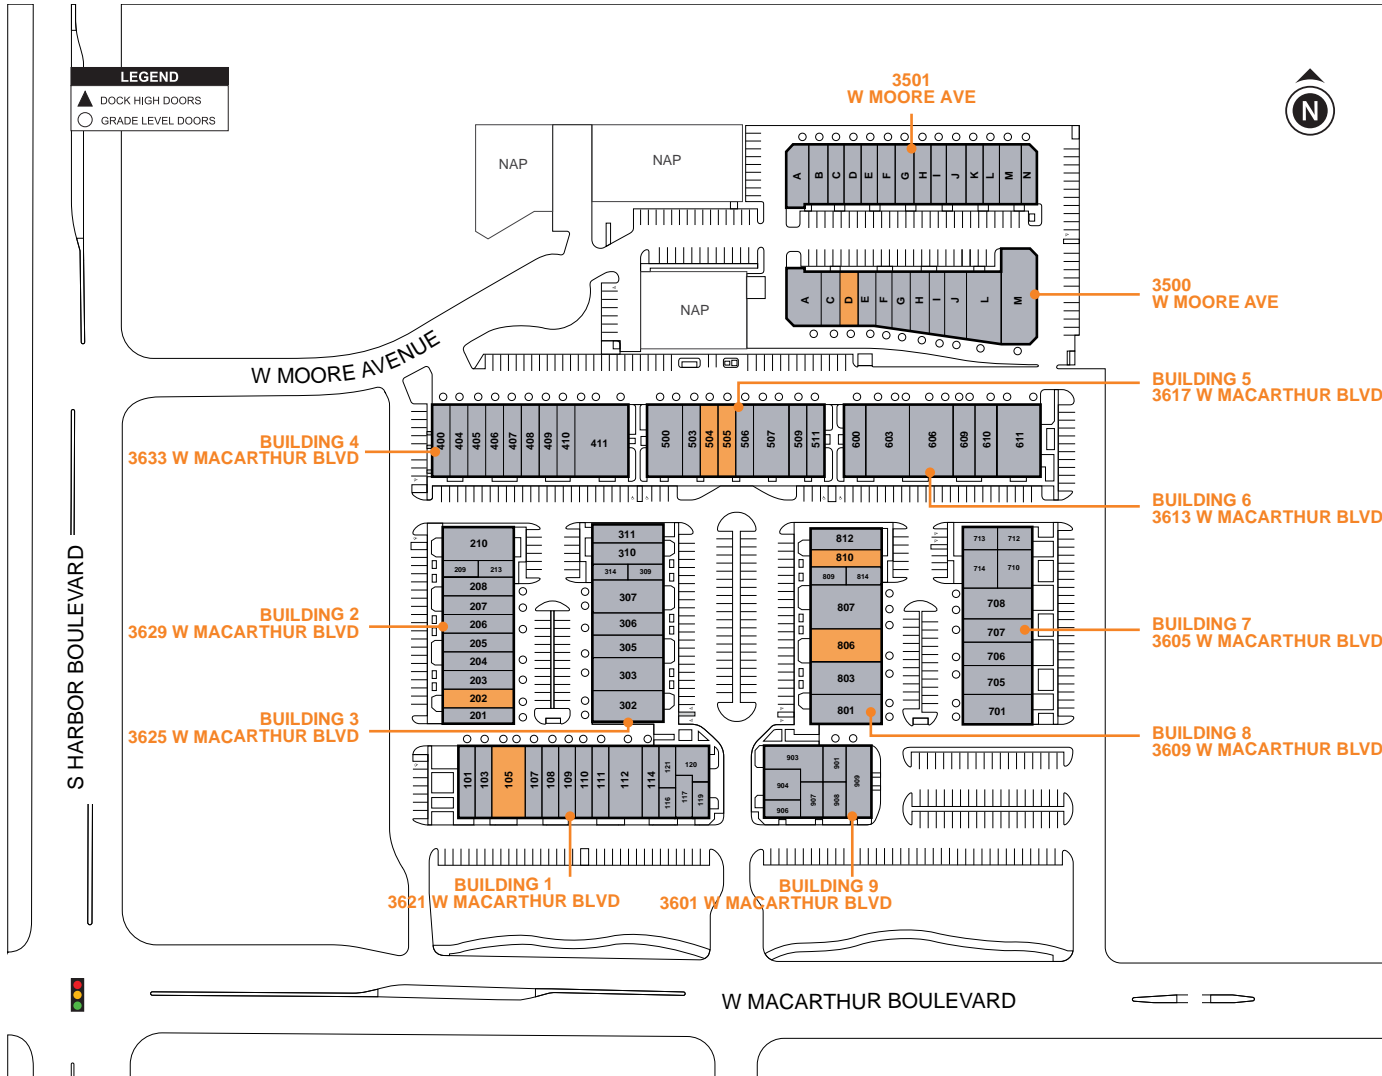 LEGEND
DOCK HIGH DOORS
GRADE LEVEL DOORS
3501
W MOORE AVE
N
NAP
NAP
A B C D E F G H I J K L M N
3500
W MOORE AVE
A C D E F G H I J L M
NAP
W MOORE AVENUE
BUILDING 5
3617 W MACARTHUR BLVD
BUILDING 4
3633 W MACARTHUR BLVD
400 404 405 406 407 408 409 410 411
500 503 504 505 506 507 509 511
600 603 606 609 610 611
BUILDING 6
3613 W MACARTHUR BLVD
210
209 213
208
207
206
205
204
203
202
201
311
310
314 309
307
306
305
303
302
812
810
809 814
807
806
803
801
713 712
714 710
708
707
706
705
701
BUILDING 2
3629 W MACARTHUR BLVD
BUILDING 7
3605 W MACARTHUR BLVD
BUILDING 3
3625 W MACARTHUR BLVD
BUILDING 8
3609 W MACARTHUR BLVD
S HARBOR BOULEVARD
101 103 105 107 108 109 110 111 112 114 121 120
116 117 119
903 901 909
904 907 908
906
BUILDING 1
3621 W MACARTHUR BLVD
BUILDING 9
3601 W MACARTHUR BLVD
W MACARTHUR BOULEVARD